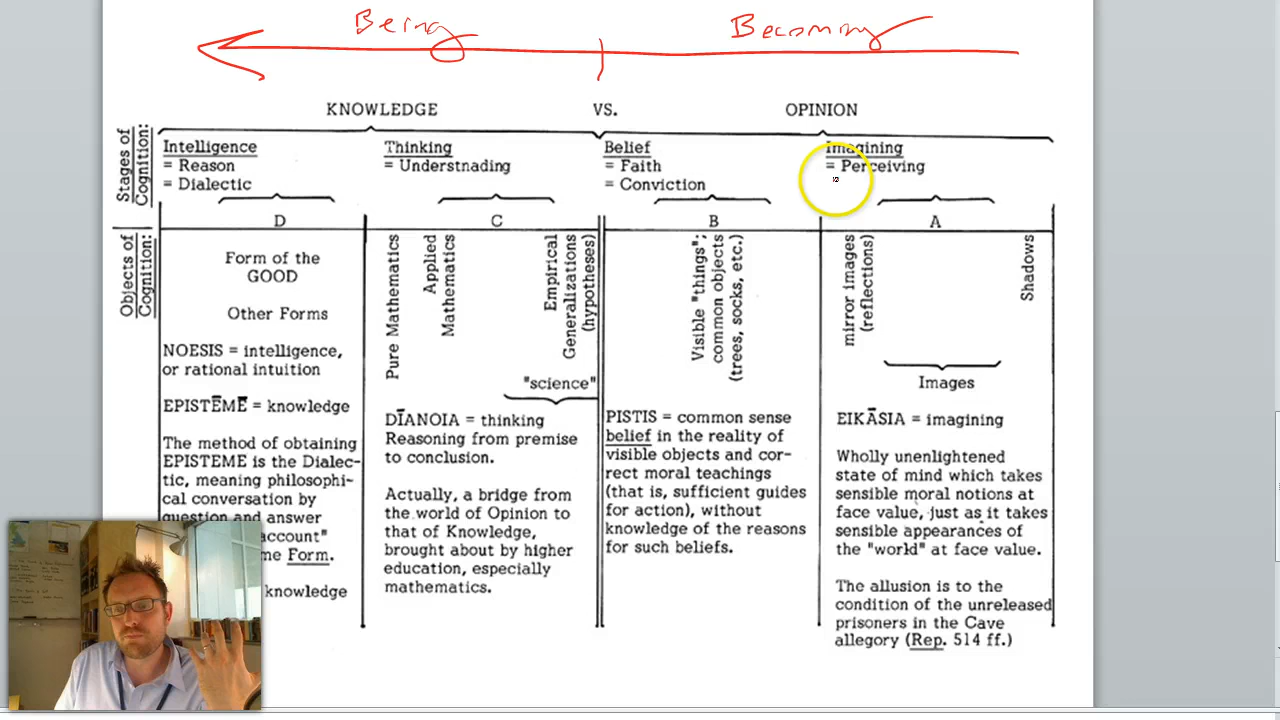 Being
Becoming
KNOWLEDGE VS. OPINION
Stages of
Cognition:
Intelligence
= Reason
= Dialectic
Thinking
= Understnading
Belief
= Faith
= Conviction
Imagining
= Perceiving
Objects of
Cognition:
D
Form of the
GOOD
Other Forms
NOESIS = intelligence,
or rational intuition
EPISTĒMĒ = knowledge
The method of obtaining
EPISTEME is the Dialec-
tic, meaning philosophi-
cal conversation by
question and answer
account"
me Form.
knowledge
C
Pure Mathematics
Applied
Mathematics
Empirical
Generalizations
(hypotheses)
"science"
DĪANOIA = thinking
Reasoning from premise
to conclusion.
Actually, a bridge from
the world of Opinion to
that of Knowledge,
brought about by higher
education, especially
mathematics.
B
Visible "things";
common objects
(trees, socks, etc.)
PISTIS = common sense
belief in the reality of
visible objects and cor-
rect moral teachings
(that is, sufficient guides
for action), without
knowledge of the reasons
for such beliefs.
A
mirror images
(reflections)
Shadows
Images
EIKĀSIA = imagining
Wholly unenlightened
state of mind which takes
sensible moral notions at
face value, just as it takes
sensible appearances of
the "world" at face value.
The allusion is to the
condition of the unreleased
prisoners in the Cave
allegory (Rep. 514 ff.)